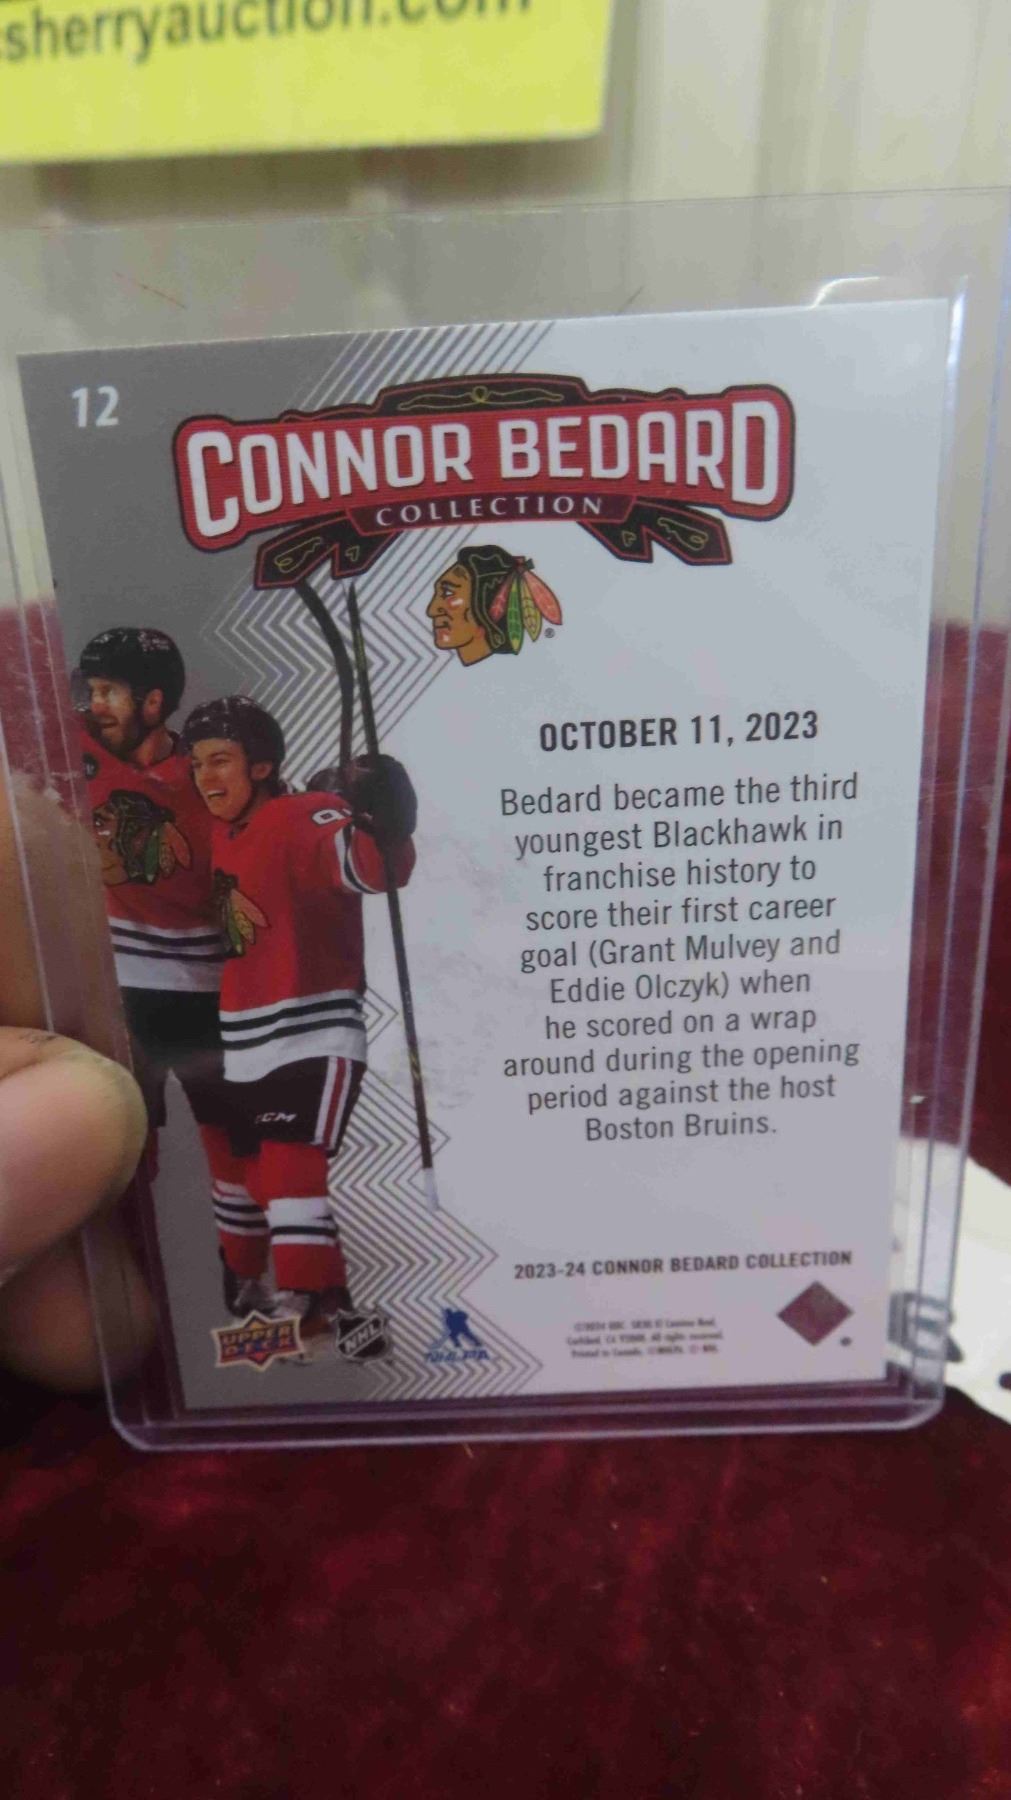 sherryauction.com
12
CONNOR BEDARD
COLLECTION
OCTOBER 11, 2023
Bedard became the third
youngest Blackhawk in
franchise history to
score their first career
goal (Grant Mulvey and
Eddie Olczyk) when
he scored on a wrap
around during the opening
period against the host
Boston Bruins.
CCM
2023-24 CONNOR BEDARD COLLECTION
UPPER
DECK
NHL
NHLPA